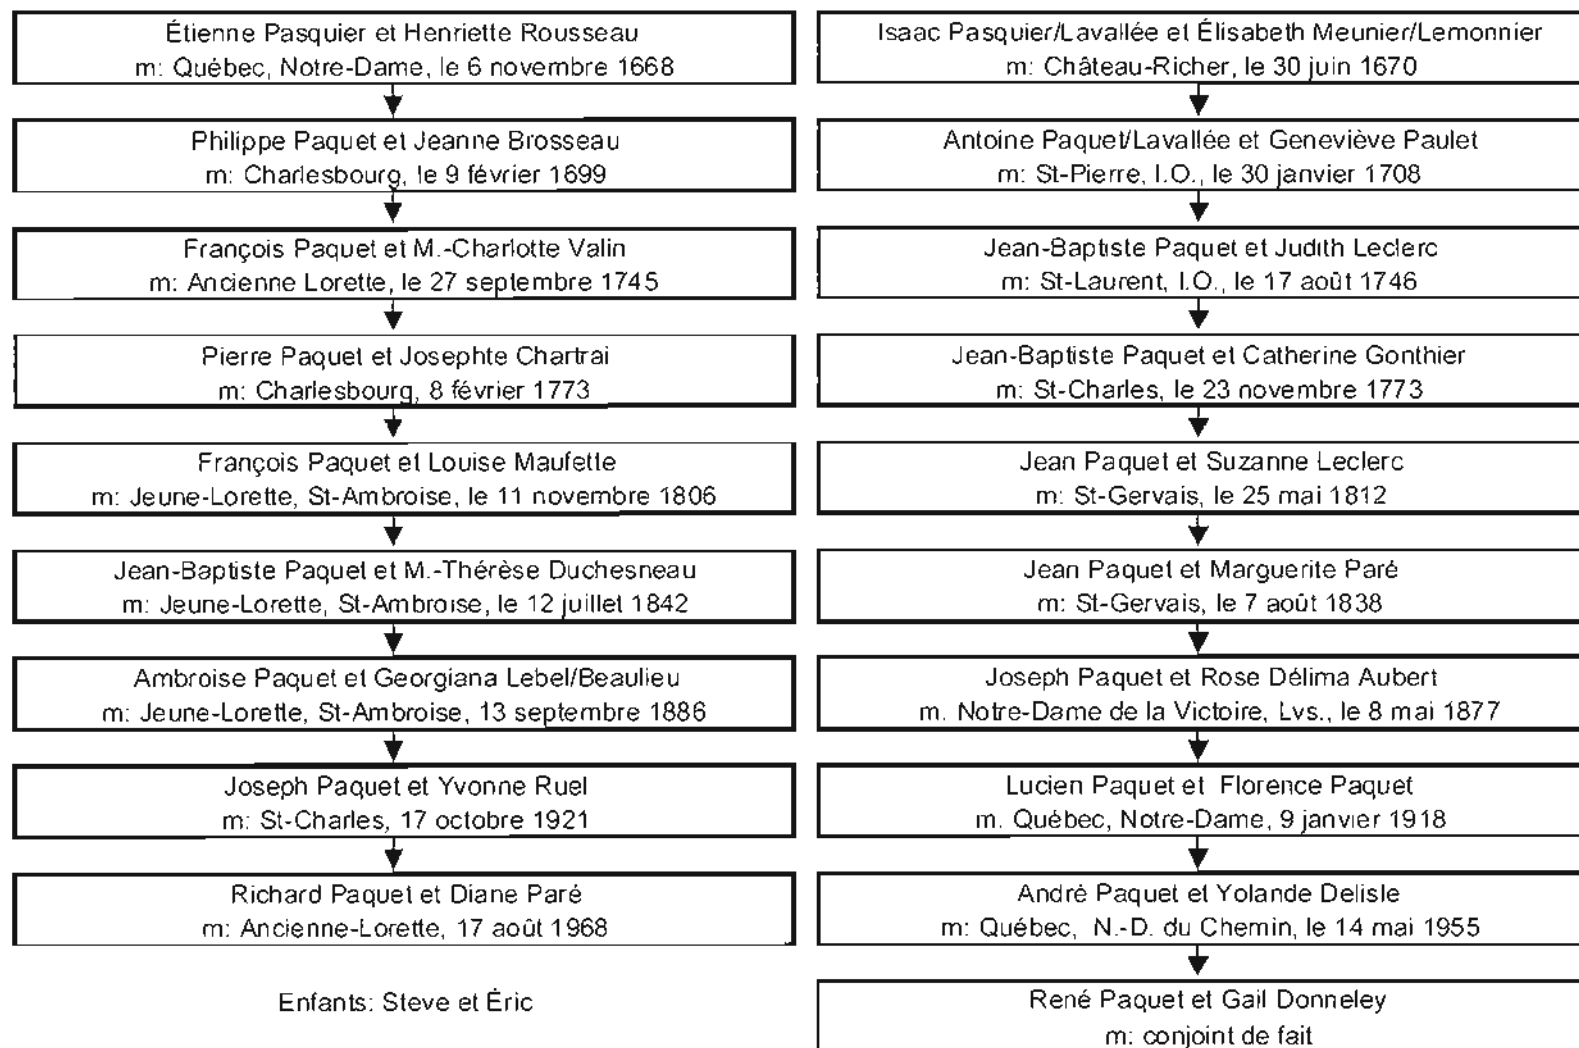 Étienne Pasquier et Henriette Rousseau
m: Québec, Notre-Dame, le 6 novembre 1668
Philippe Paquet et Jeanne Brosseau
m: Charlesbourg, le 9 février 1699
François Paquet et M.-Charlotte Valin
m: Ancienne Lorette, le 27 septembre 1745
Pierre Paquet et Josephte Chartrai
m: Charlesbourg, 8 février 1773
François Paquet et Louise Maufette
m: Jeune-Lorette, St-Ambroise, le 11 novembre 1806
Jean-Baptiste Paquet et M.-Thérèse Duchesneau
m: Jeune-Lorette, St-Ambroise, le 12 juillet 1842
Ambroise Paquet et Georgiana Lebel/Beaulieu
m: Jeune-Lorette, St-Ambroise, 13 septembre 1886
Joseph Paquet et Yvonne Ruel
m: St-Charles, 17 octobre 1921
Richard Paquet et Diane Paré
m: Ancienne-Lorette, 17 août 1968
Enfants: Steve et Éric
Isaac Pasquier/Lavallée et Élisabeth Meunier/Lemonnier
m: Château-Richer, le 30 juin 1670
Antoine Paquet/Lavallée et Geneviève Paulet
m: St-Pierre, I.O., le 30 janvier 1708
Jean-Baptiste Paquet et Judith Leclerc
m: St-Laurent, I.O., le 17 août 1746
Jean-Baptiste Paquet et Catherine Gonthier
m: St-Charles, le 23 novembre 1773
Jean Paquet et Suzanne Leclerc
m: St-Gervais, le 25 mai 1812
Jean Paquet et Marguerite Paré
m: St-Gervais, le 7 août 1838
Joseph Paquet et Rose Délima Aubert
m. Notre-Dame de la Victoire, Lvs., le 8 mai 1877
Lucien Paquet et Florence Paquet
m. Québec, Notre-Dame, 9 janvier 1918
André Paquet et Yolande Delisle
m: Québec, N.-D. du Chemin, le 14 mai 1955
René Paquet et Gail Donneley
m: conjoint de fait